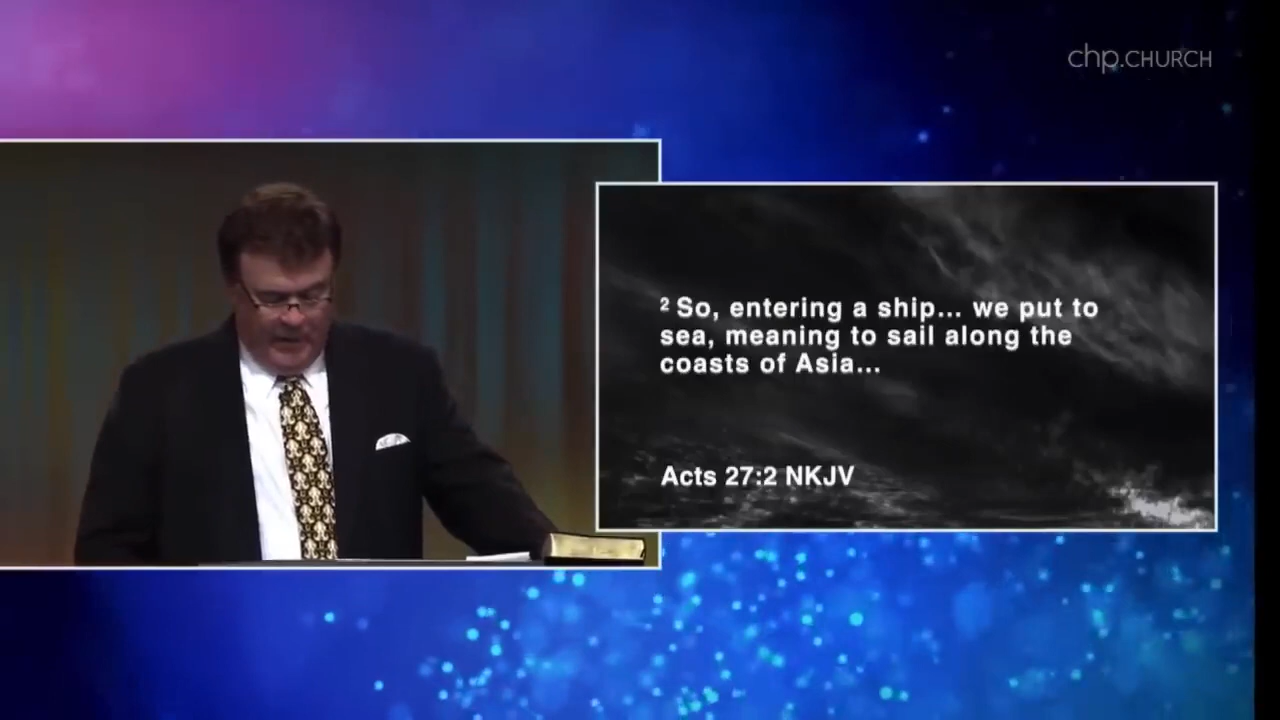 chp.CHURCH
² So, entering a ship... we put to
sea, meaning to sail along the
coasts of Asia...
Acts 27:2 NKJV